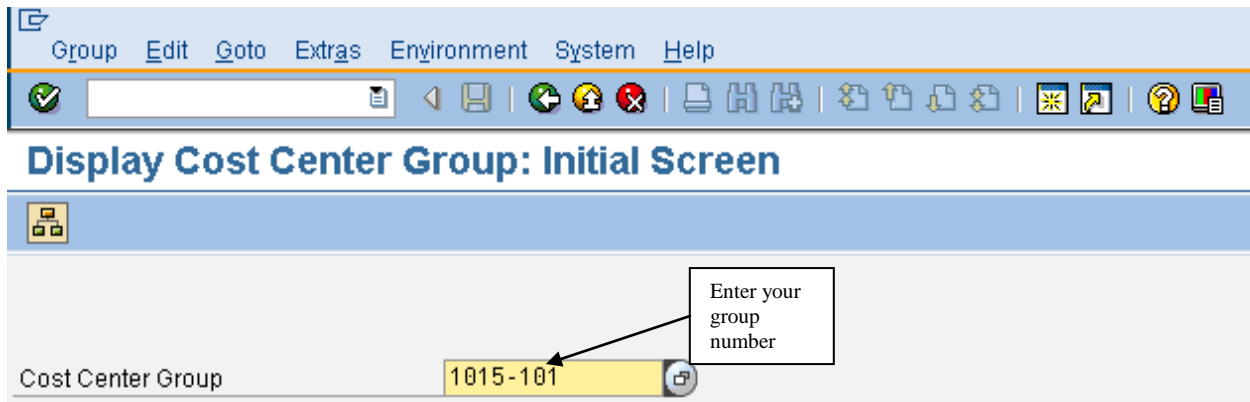 Group Edit Goto Extras Environment System Help
Display Cost Center Group: Initial Screen
Enter your
group
number
Cost Center Group 1015-101